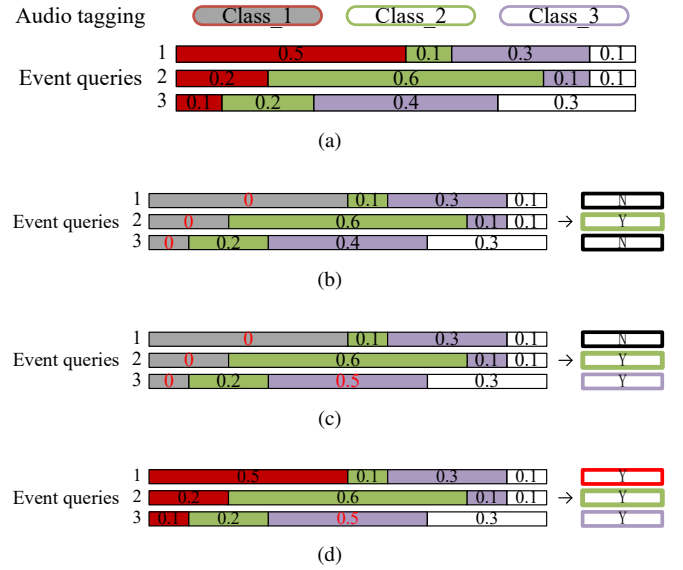 Audio tagging Class_1 Class_2 Class_3
1 0.5 0.1 0.3 0.1
Event queries 2 0.2 0.6 0.1 0.1
3 0.1 0.2 0.4 0.3
(a)
1 0 0.1 0.3 0.1 N
Event queries 2 0 0.6 0.1 0.1 → Y
3 0 0.2 0.4 0.3 N
(b)
1 0 0.1 0.3 0.1 N
Event queries 2 0 0.6 0.1 0.1 → Y
3 0 0.2 0.5 0.3 Y
(c)
1 0.5 0.1 0.3 0.1 Y
Event queries 2 0.2 0.6 0.1 0.1 → Y
3 0.1 0.2 0.5 0.3 Y
(d)